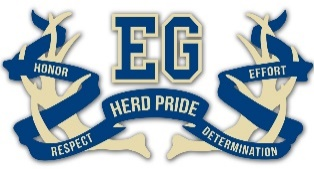 EG
HONOR
EFFORT
HERD PRIDE
RESPECT
DETERMINATION